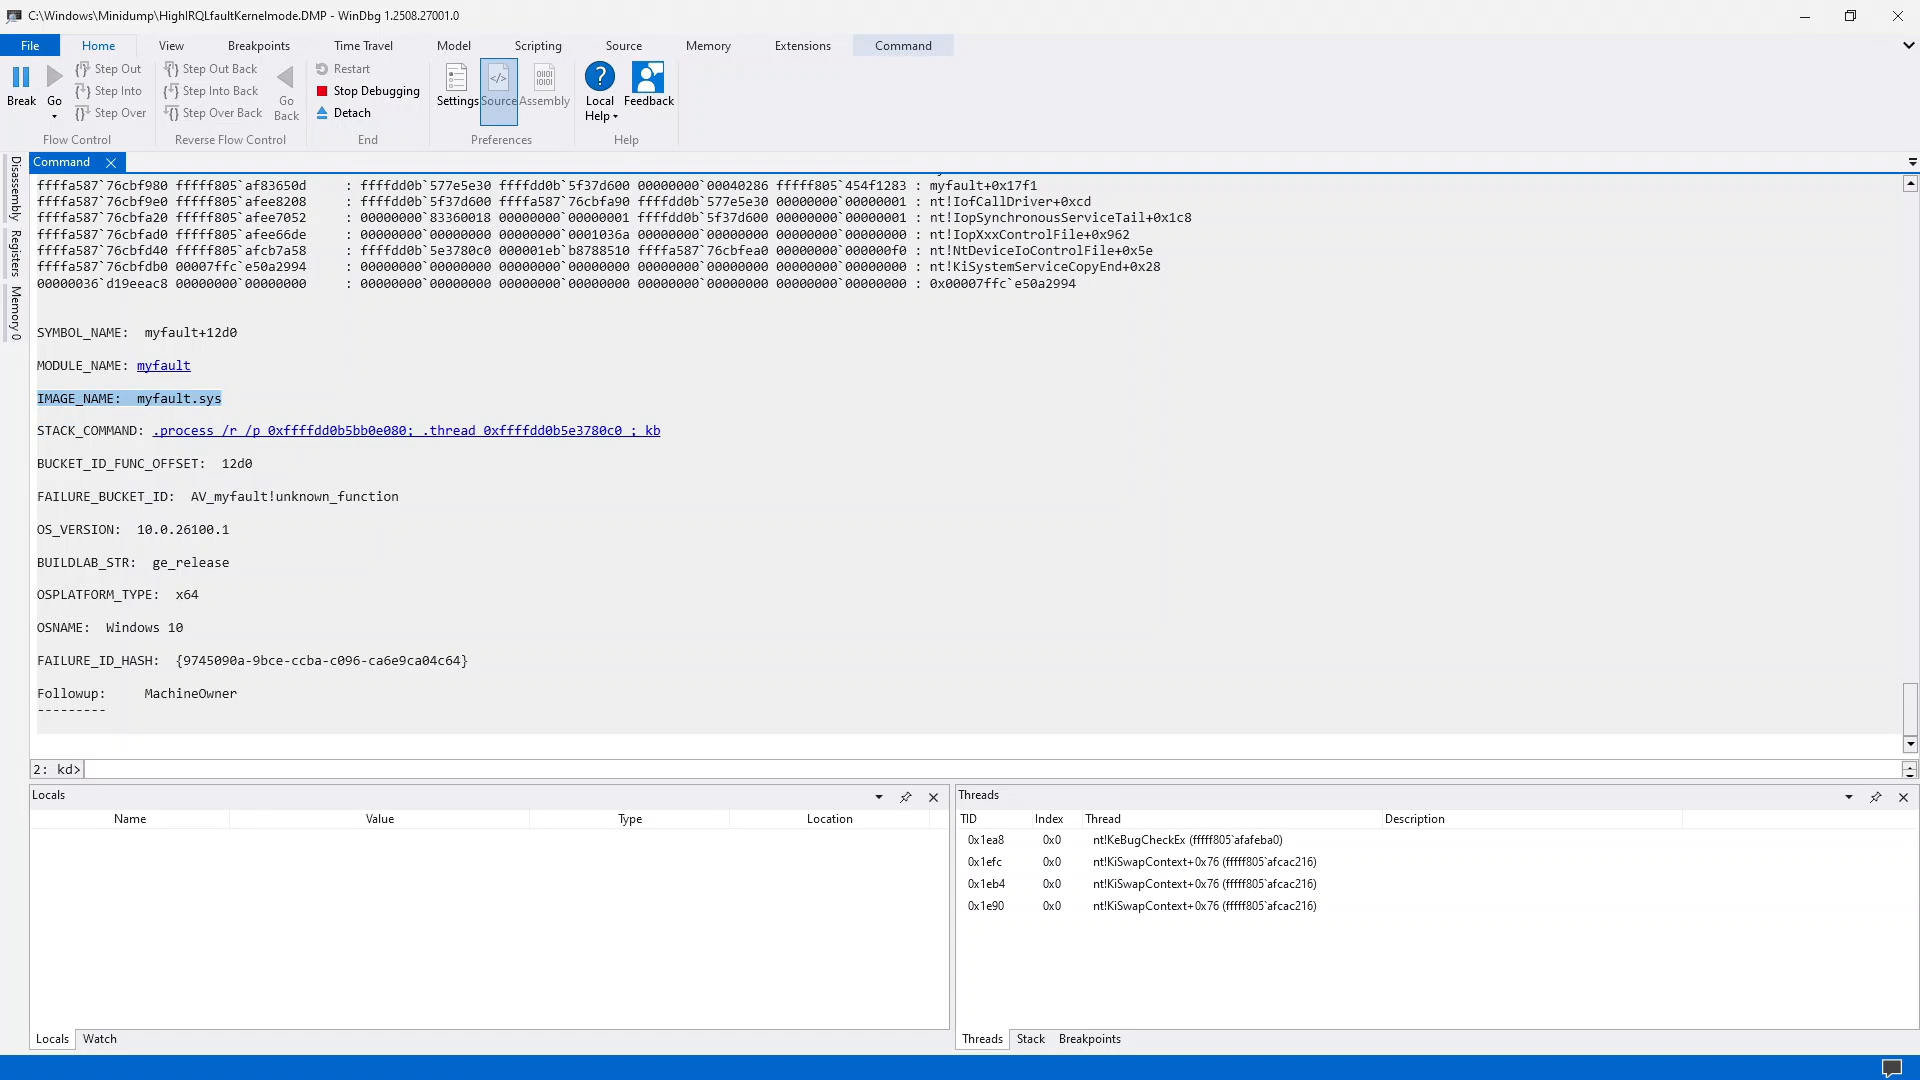 C:\Windows\Minidump\HighIRQLfaultKernelmode.DMP - WinDbg 1.2508.27001.0
File Home View Breakpoints Time Travel Model Scripting Source Memory Extensions Command
Break
Go
Step Out
Step Into
Step Over
Flow Control
Step Out Back
Step Into Back
Step Over Back
Go Back
Reverse Flow Control
Restart
Stop Debugging
Detach
End
Settings Source Assembly
Preferences
Local Help
Feedback
Help
Disassembly
Registers
Memory 0
Command
ffffa587`76cbf980 fffff805`af83650d     : ffffdd0b`577e5e30 ffffdd0b`5f37d600 00000000`00040286 fffff805`454f1283 : myfault+0x17f1
ffffa587`76cbf9e0 fffff805`afee8208     : ffffdd0b`5f37d600 ffffa587`76cbfa90 ffffdd0b`577e5e30 00000000`00000001 : nt!IofCallDriver+0xcd
ffffa587`76cbfa20 fffff805`afee7052     : 00000000`83360018 00000000`00000001 ffffdd0b`5f37d600 00000000`00000001 : nt!IopSynchronousServiceTail+0x1c8
ffffa587`76cbfad0 fffff805`afee66de     : 00000000`00000000 00000000`0001036a 00000000`00000000 00000000`00000000 : nt!IopXxxControlFile+0x962
ffffa587`76cbfd40 fffff805`afcb7a58     : ffffdd0b`5e3780c0 000001eb`b8788510 ffffa587`76cbfea0 00000000`000000f0 : nt!NtDeviceIoControlFile+0x5e
ffffa587`76cbfdb0 00007ffc`e50a2994     : 00000000`00000000 00000000`00000000 00000000`00000000 00000000`00000000 : nt!KiSystemServiceCopyEnd+0x28
00000036`d19eeac8 00000000`00000000     : 00000000`00000000 00000000`00000000 00000000`00000000 00000000`00000000 : 0x00007ffc`e50a2994
SYMBOL_NAME:  myfault+12d0
MODULE_NAME: myfault
IMAGE_NAME:  myfault.sys
STACK_COMMAND: .process /r /p 0xffffdd0b5bb0e080; .thread 0xffffdd0b5e3780c0 ; kb
BUCKET_ID_FUNC_OFFSET:  12d0
FAILURE_BUCKET_ID:  AV_myfault!unknown_function
OS_VERSION:  10.0.26100.1
BUILDLAB_STR:  ge_release
OSPLATFORM_TYPE:  x64
OSNAME:  Windows 10
FAILURE_ID_HASH:  {9745090a-9bce-ccba-c096-ca6e9ca04c64}
Followup:     MachineOwner
---------
2: kd>
Locals
Name Value Type Location
Locals Watch
Threads
TID Index Thread Description
0x1ea8 0x0 nt!KeBugCheckEx (fffff805`afafeba0)
0x1efc 0x0 nt!KiSwapContext+0x76 (fffff805`afcac216)
0x1eb4 0x0 nt!KiSwapContext+0x76 (fffff805`afcac216)
0x1e90 0x0 nt!KiSwapContext+0x76 (fffff805`afcac216)
Threads Stack Breakpoints